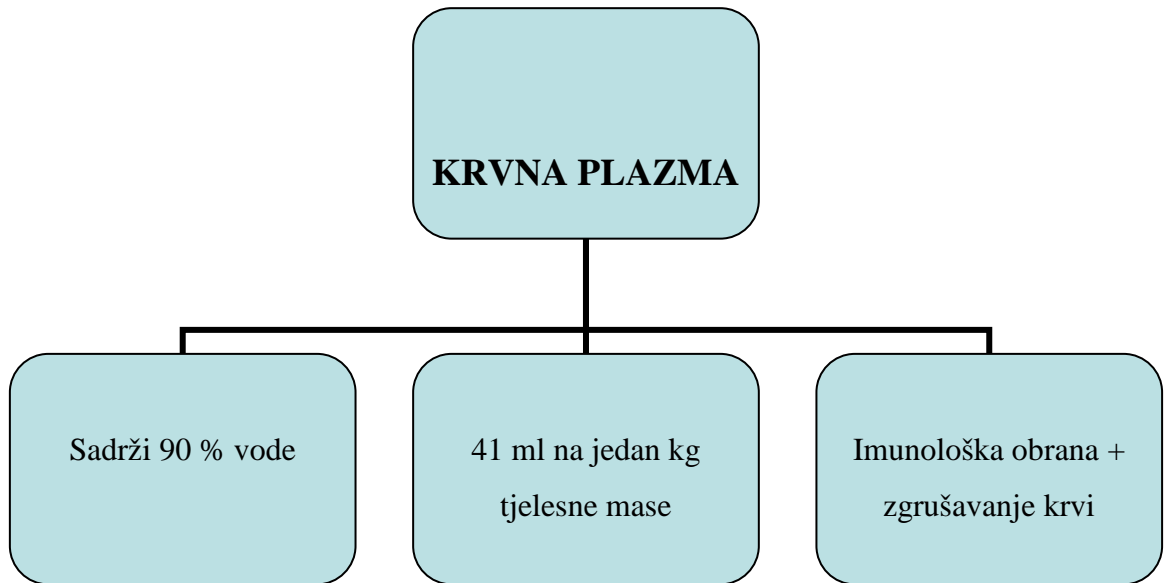 KRVNA PLAZMA
Sadrži 90 % vode
41 ml na jedan kg
tjelesne mase
Imunološka obrana +
zgrušavanje krvi